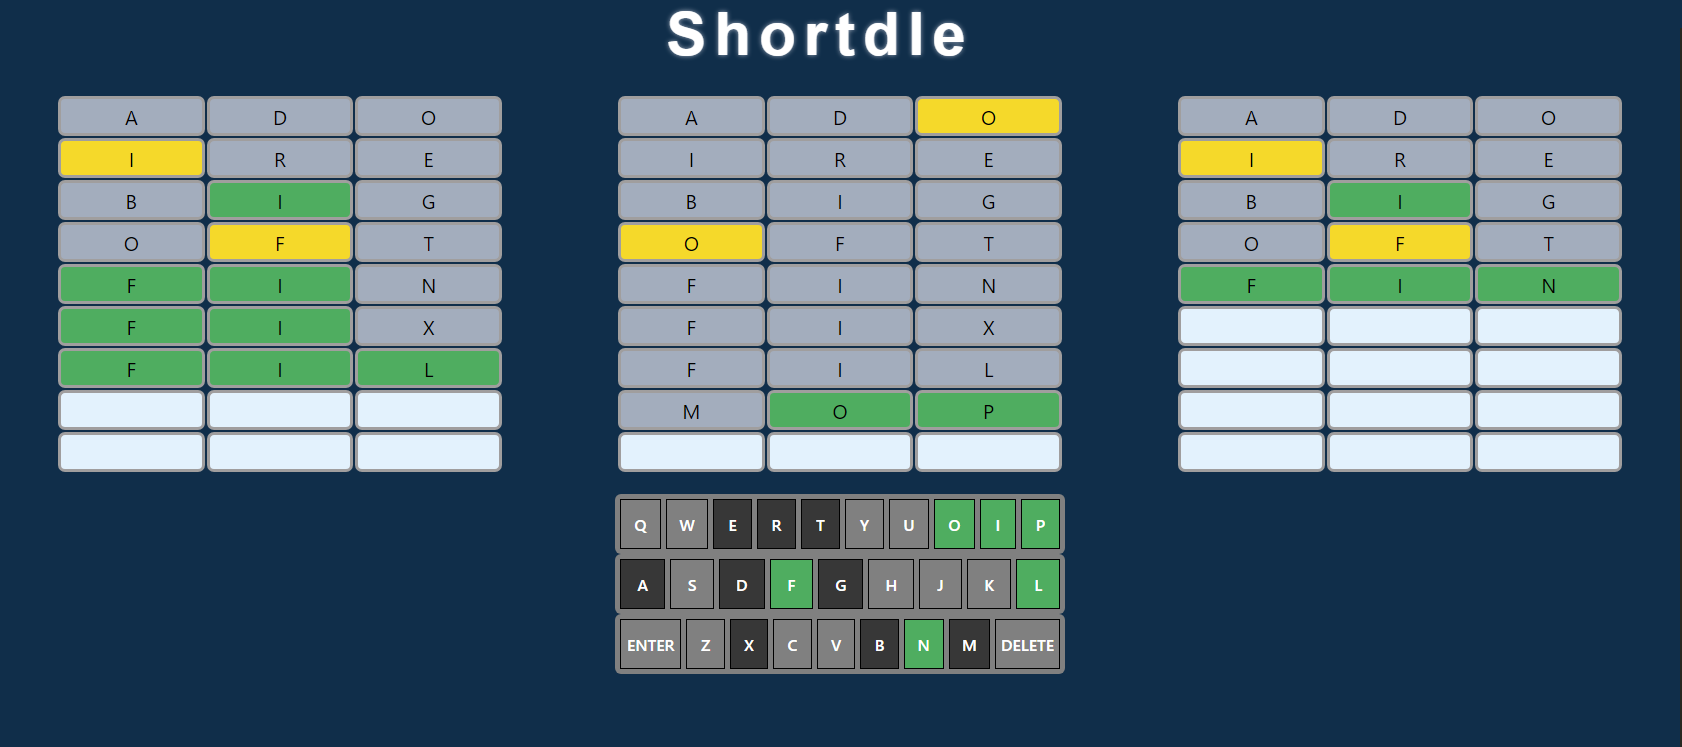 Shortdle
A D O A D O A D O
I R E I R E I R E
B I G B I G B I G
O F T O F T O F T
F I N F I N F I N
F I X F I X
F I L F I L
M O P
Q W E R T Y U O I P
A S D F G H J K L
ENTER Z X C V B N M DELETE